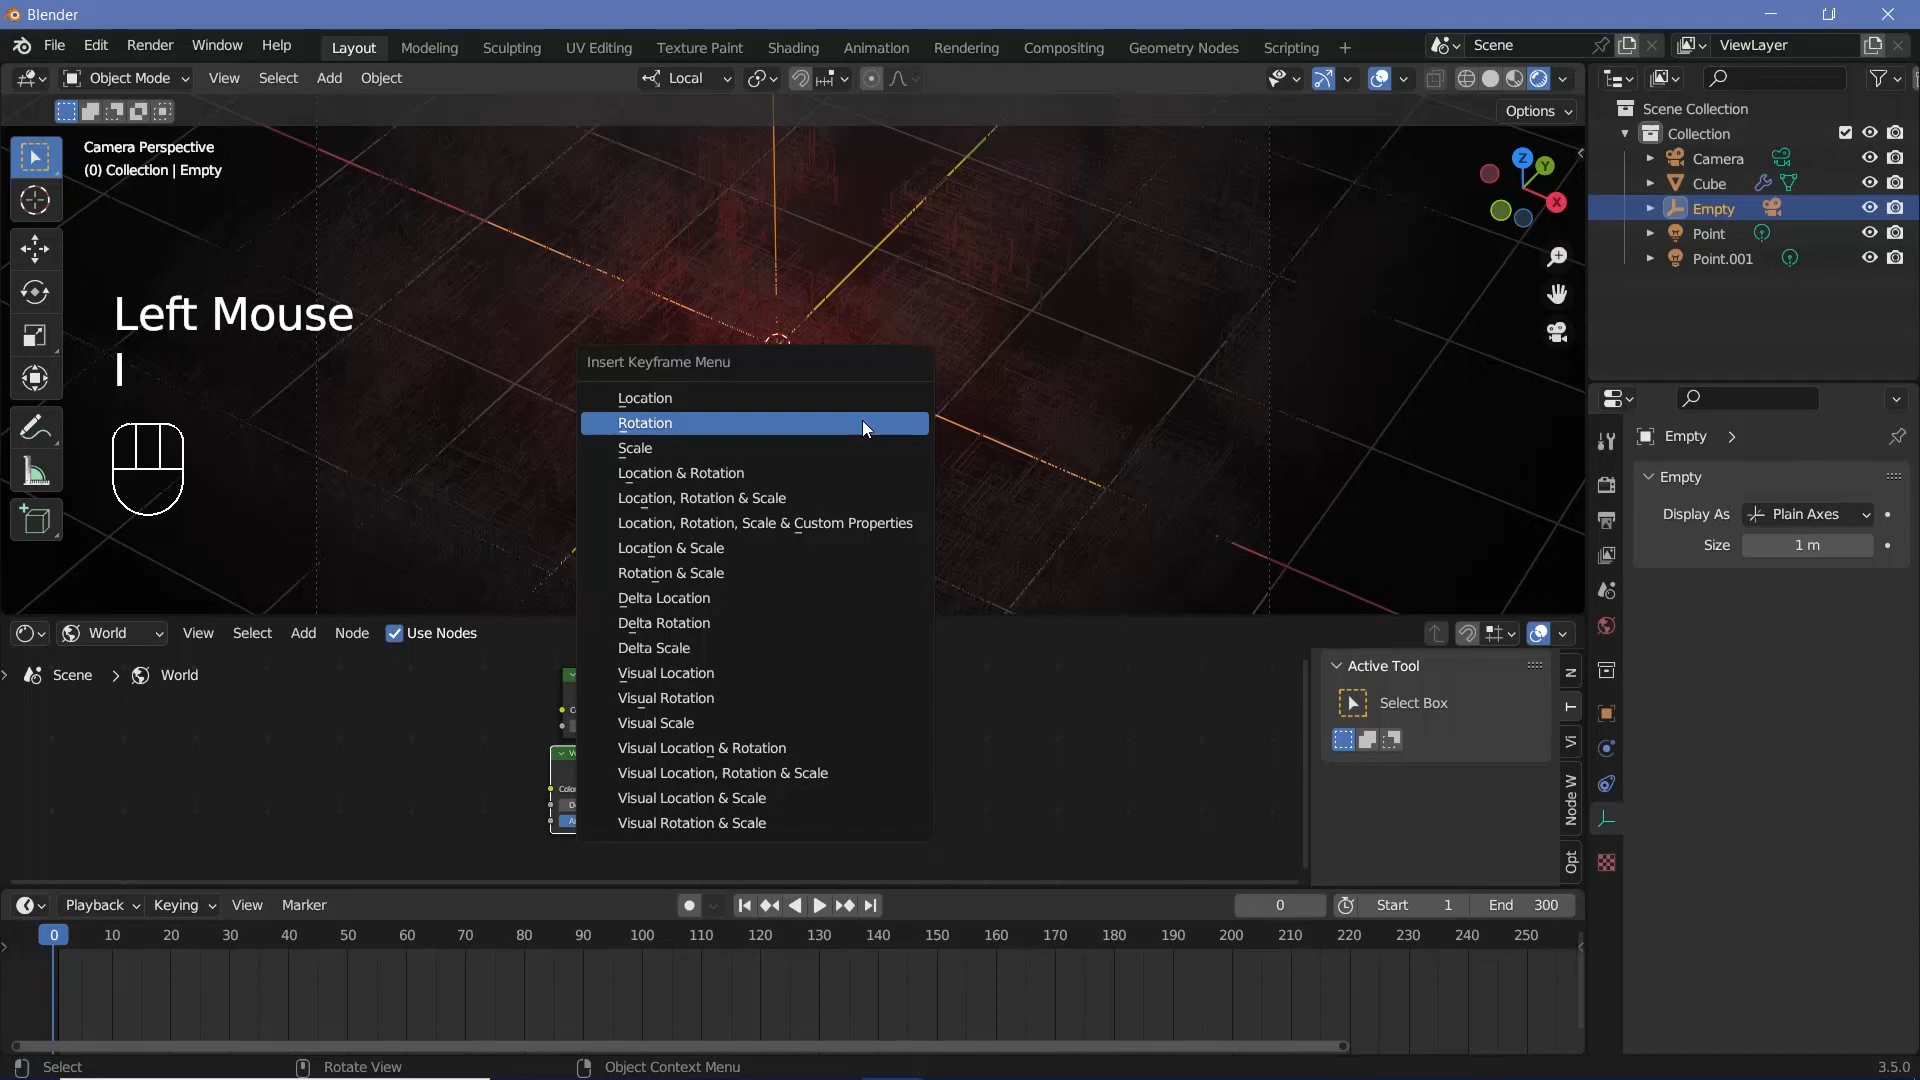 Blender
File Edit Render Window Help Layout Modeling Sculpting UV Editing Texture Paint Shading Animation Rendering Compositing Geometry Nodes Scripting + Scene ViewLayer
Object Mode View Select Add Object Local
Options
Camera Perspective
(0) Collection | Empty
Z Y X
Scene Collection
Collection
Camera
Cube
Empty
Point
Point.001
Left Mouse
I
Insert Keyframe Menu
Location
Rotation
Scale
Location & Rotation
Location, Rotation & Scale
Location, Rotation, Scale & Custom Properties
Location & Scale
Rotation & Scale
Delta Location
Delta Rotation
Delta Scale
Visual Location
Visual Rotation
Visual Scale
Visual Location & Rotation
Visual Location, Rotation & Scale
Visual Location & Scale
Visual Rotation & Scale
Empty
Empty
Display As Plain Axes
Size 1 m
World View Select Add Node Use Nodes
Scene > World
Active Tool
Select Box
N
T
Vi
Node W
Opt
Playback Keying View Marker 0 Start 1 End 300
0 10 20 30 40 50 60 70 80 90 100 110 120 130 140 150 160 170 180 190 200 210 220 230 240 250
Select Rotate View Object Context Menu 3.5.0